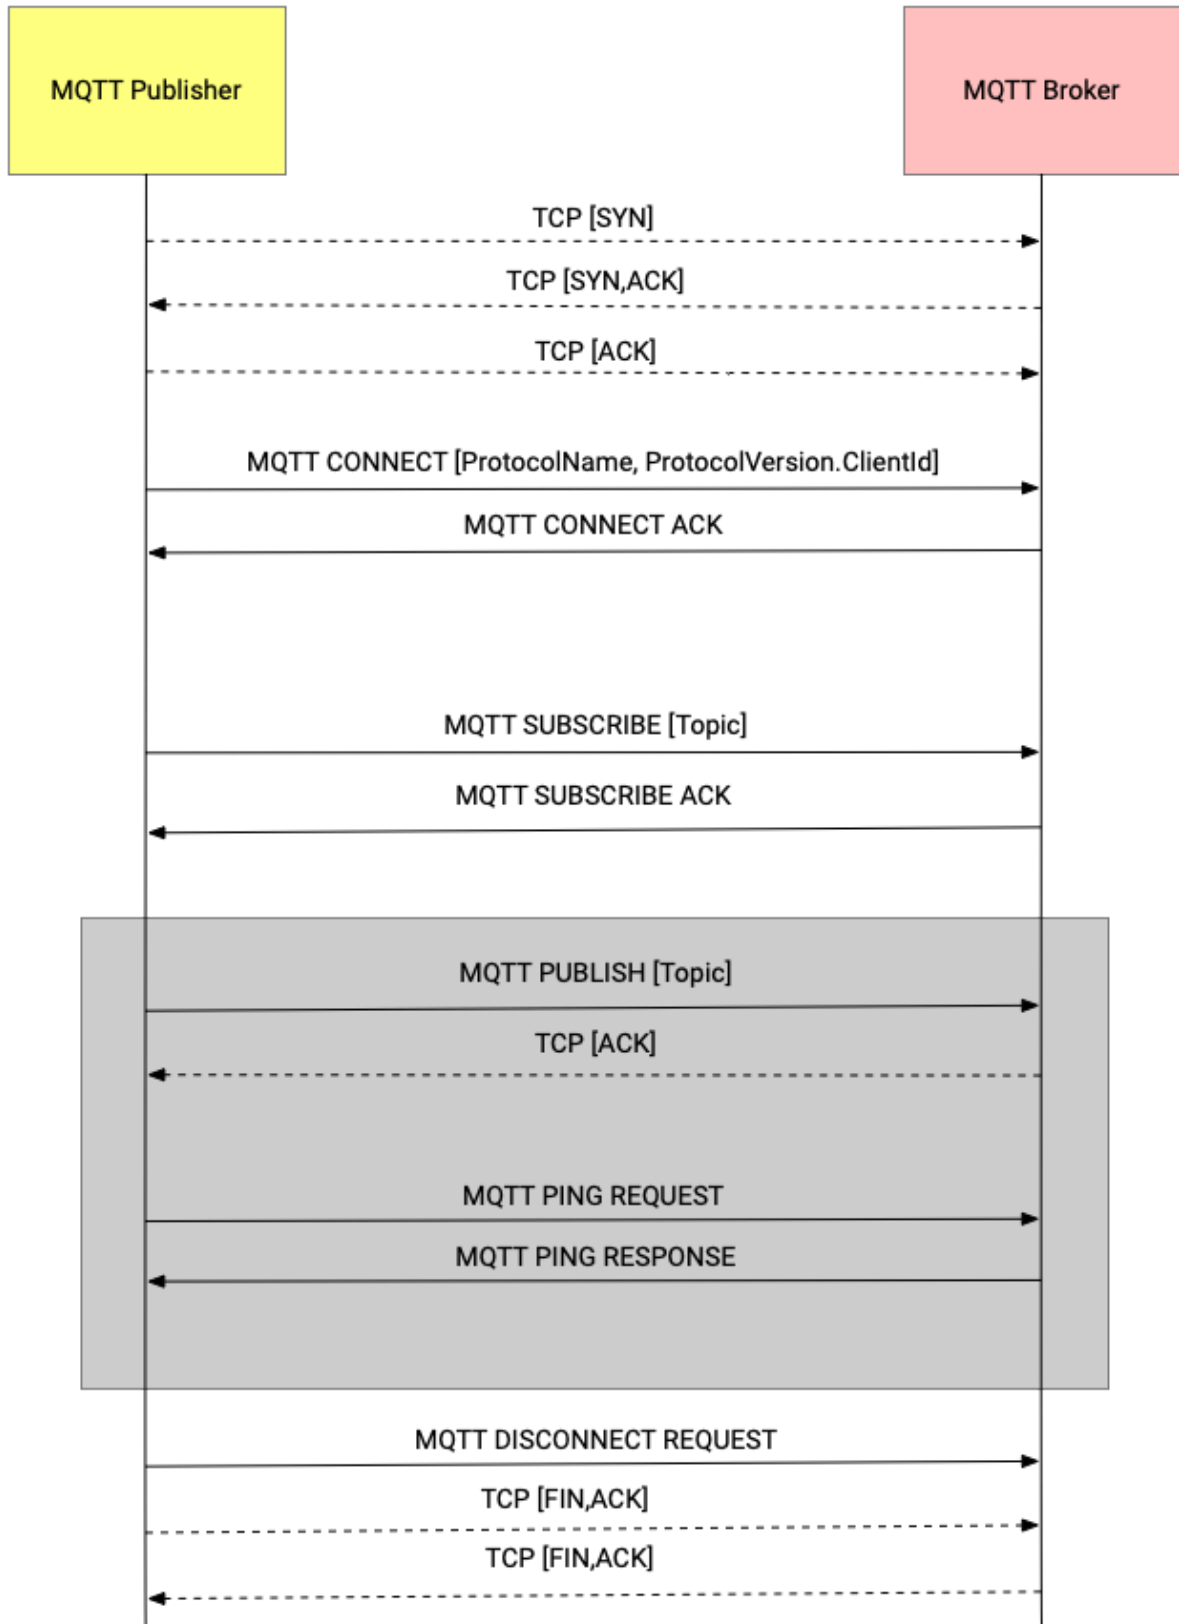 MQTT Publisher
MQTT Broker
TCP [SYN]
TCP [SYN,ACK]
TCP [ACK]
MQTT CONNECT [ProtocolName, ProtocolVersion.ClientId]
MQTT CONNECT ACK
MQTT SUBSCRIBE [Topic]
MQTT SUBSCRIBE ACK
MQTT PUBLISH [Topic]
TCP [ACK]
MQTT PING REQUEST
MQTT PING RESPONSE
MQTT DISCONNECT REQUEST
TCP [FIN,ACK]
TCP [FIN,ACK]